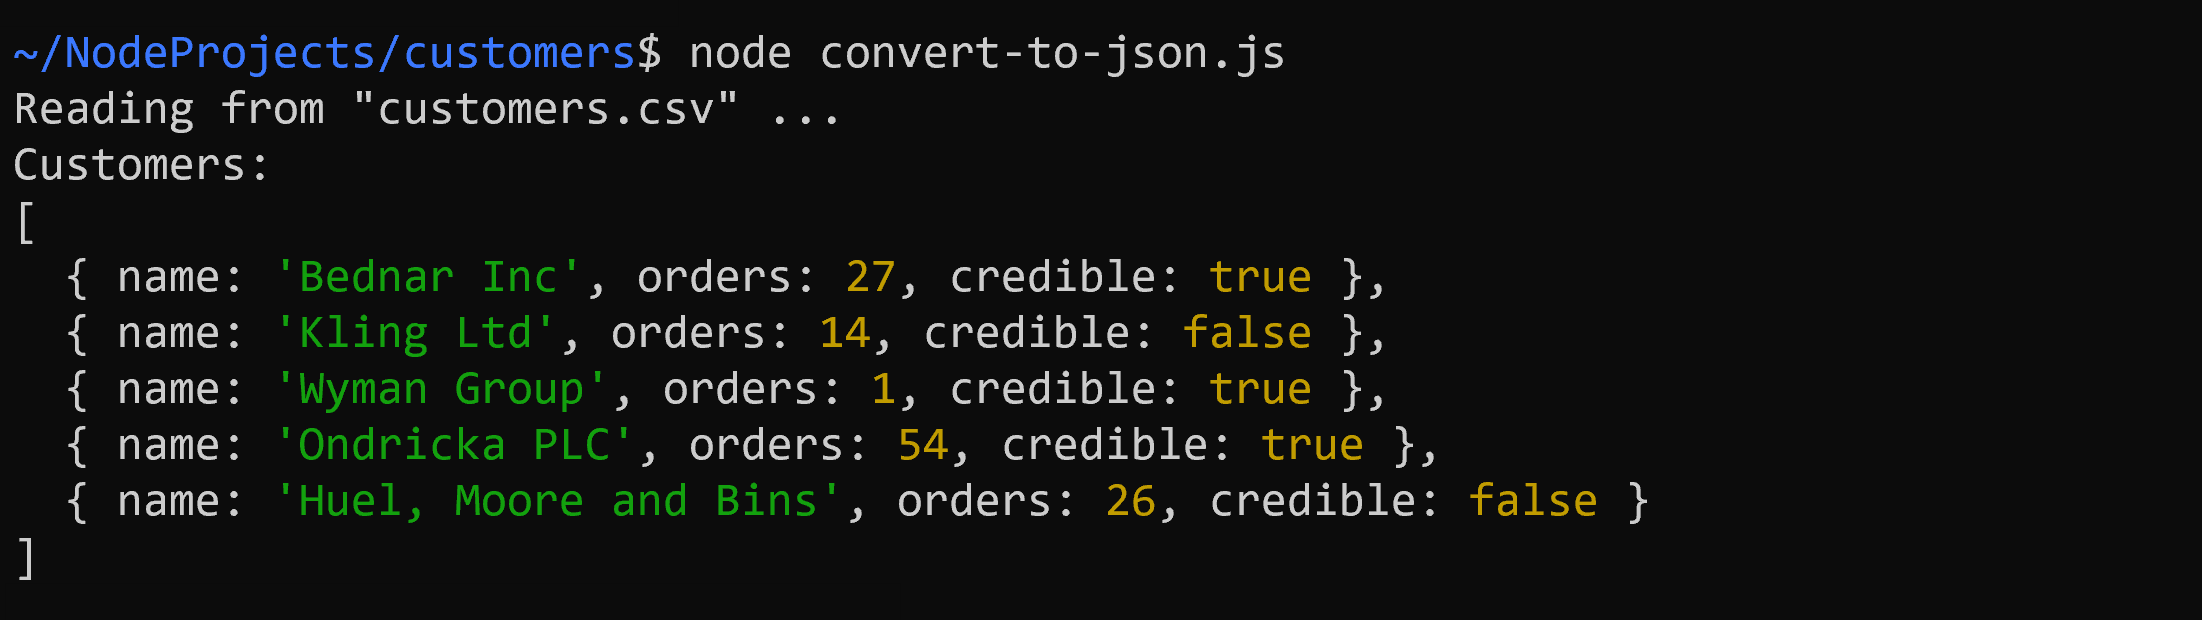 ~/NodeProjects/customers$ node convert-to-json.js
Reading from "customers.csv" ...
Customers:
[
  { name: 'Bednar Inc', orders: 27, credible: true },
  { name: 'Kling Ltd', orders: 14, credible: false },
  { name: 'Wyman Group', orders: 1, credible: true },
  { name: 'Ondricka PLC', orders: 54, credible: true },
  { name: 'Huel, Moore and Bins', orders: 26, credible: false }
]